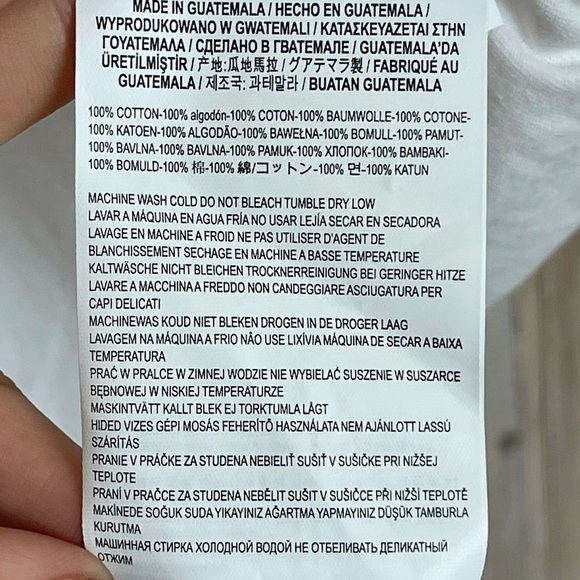 MADE IN GUATEMALA / HECHO EN GUATEMALA /
WYPRODUKOWANO W GWATEMALI / ΚΑΤΑΣΚΕΥΑΖΕΤΑΙ ΣΤΗΝ
ΓΟΥΑΤΕΜΑΛΑ / СДЕЛАНО В ГВАТЕМАЛЕ / GUATEMALA'DA
ÜRETİLMİŞTİR / 产地:瓜地馬拉 / グアテマラ製 / FABRIQUÉ AU
GUATEMALA / 제조국: 과테말라 / BUATAN GUATEMALA
100% COTTON-100% algodón-100% COTON-100% BAUMWOLLE-100% COTONE-
100% KATOEN-100% ALGODÃO-100% BAWEŁNA-100% BOMULL-100% PAMUT-
100% BAVLNA-100% BAVLNA-100% PAMUK-100% ХЛОПОК-100% ΒΑΜΒΑΚΙ-
100% BOMULD-100% 棉-100% 綿/コットン-100% 면-100% KATUN
MACHINE WASH COLD DO NOT BLEACH TUMBLE DRY LOW
LAVAR A MÁQUINA EN AGUA FRÍA NO USAR LEJÍA SECAR EN SECADORA
LAVAGE EN MACHINE A FROID NE PAS UTILISER D'AGENT DE
BLANCHISSEMENT SECHAGE EN MACHINE A BASSE TEMPERATURE
KALTWÄSCHE NICHT BLEICHEN TROCKNERREINIGUNG BEI GERINGER HITZE
LAVARE A MACCHINA A FREDDO NON CANDEGGIARE ASCIUGATURA PER
CAPI DELICATI
MACHINEWAS KOUD NIET BLEKEN DROGEN IN DE DROGER LAAG
LAVAGEM NA MÁQUINA A FRIO NÂO USE LIXÍVIA MÁQUINA DE SECAR A BAIXA
TEMPERATURA
PRAĆ W PRALCE W ZIMNEJ WODZIE NIE WYBIELAĆ SUSZENIE W SUSZARCE
BĘBNOWEJ W NISKIEJ TEMPERATURZE
MASKINTVÄTT KALLT BLEK EJ TORKTUMLA LÅGT
HIDED VIZES GÉPI MOSÁS FEHERÍTŐ HASZNÁLATA NEM AJÁNLOTT LASSÚ
SZÁRÍTÁS
PRANIE V PRÁČKE ZA STUDENA NEBIELIŤ SUŠIŤ V SUŠIČKE PRI NIŽŠEJ
TEPLOTE
PRANÍ V PRAČCE ZA STUDENA NEBĚLIT SUŠIT V SUŠIČCE PŘI NIŽŠÍ TEPLOTĚ
MAKİNEDE SOĞUK SUDA YIKAYINIZ AĞARTMA YAPMAYINIZ DÜŞÜK TAMBURLA
KURUTMA
МАШИННАЯ СТИРКА ХОЛОДНОЙ ВОДОЙ НЕ ОТБЕЛИВАТЬ ДЕЛИКАТНЫЙ
ОТЖИМ